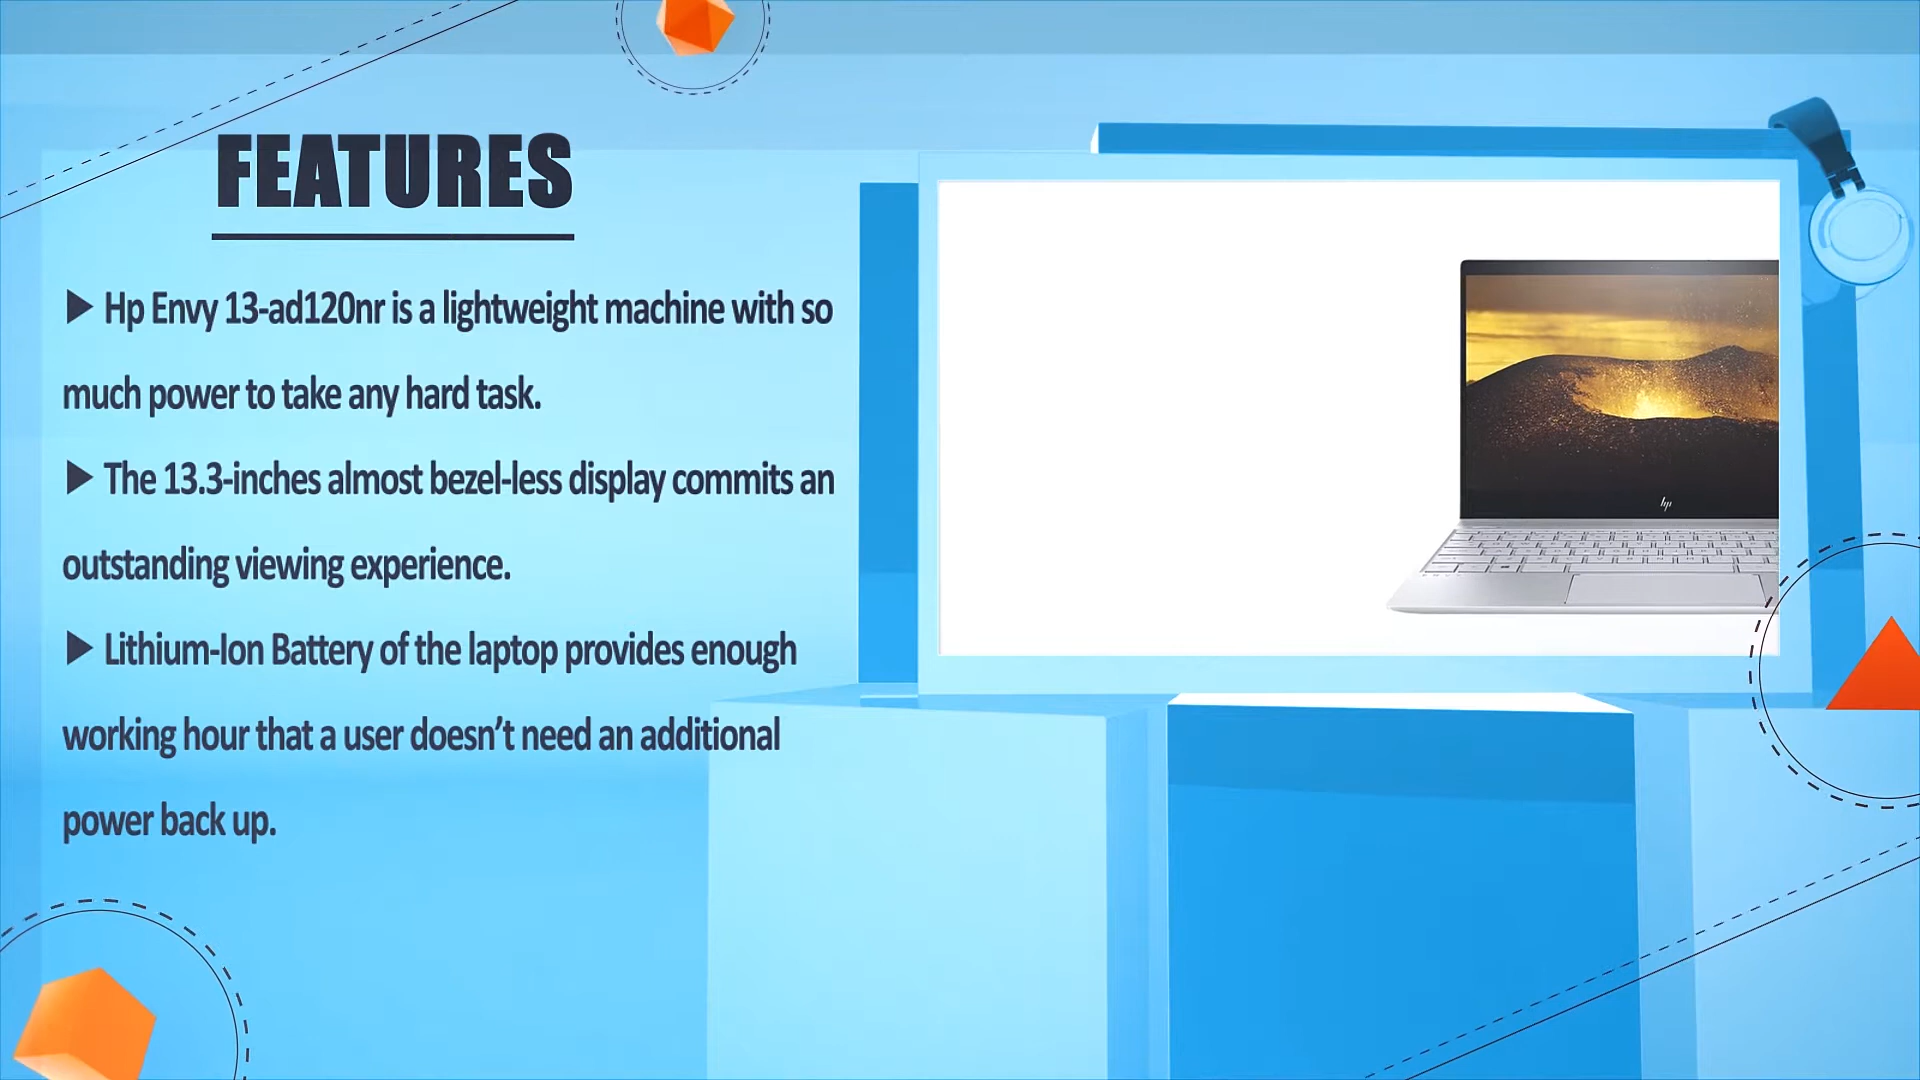 FEATURES
▶ Hp Envy 13-ad120nr is a lightweight machine with so
much power to take any hard task.
▶ The 13.3-inches almost bezel-less display commits an
outstanding viewing experience.
▶ Lithium-Ion Battery of the laptop provides enough
working hour that a user doesn’t need an additional
power back up.
hp